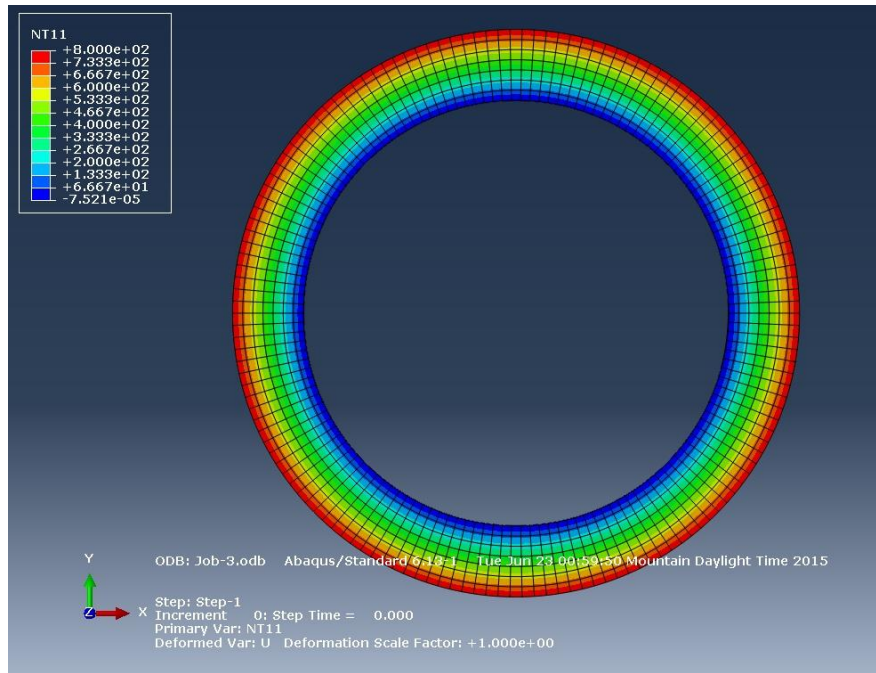 NT11
+8.000e+02
+7.333e+02
+6.667e+02
+6.000e+02
+5.333e+02
+4.667e+02
+4.000e+02
+3.333e+02
+2.667e+02
+2.000e+02
+1.333e+02
+6.667e+01
-7.521e-05
Y
X
Z
ODB: Job-3.odb Abaqus/Standard 6.13-1 Tue Jun 23 00:59:50 Mountain Daylight Time 2015
Step: Step-1
Increment 0: Step Time = 0.000
Primary Var: NT11
Deformed Var: U Deformation Scale Factor: +1.000e+00